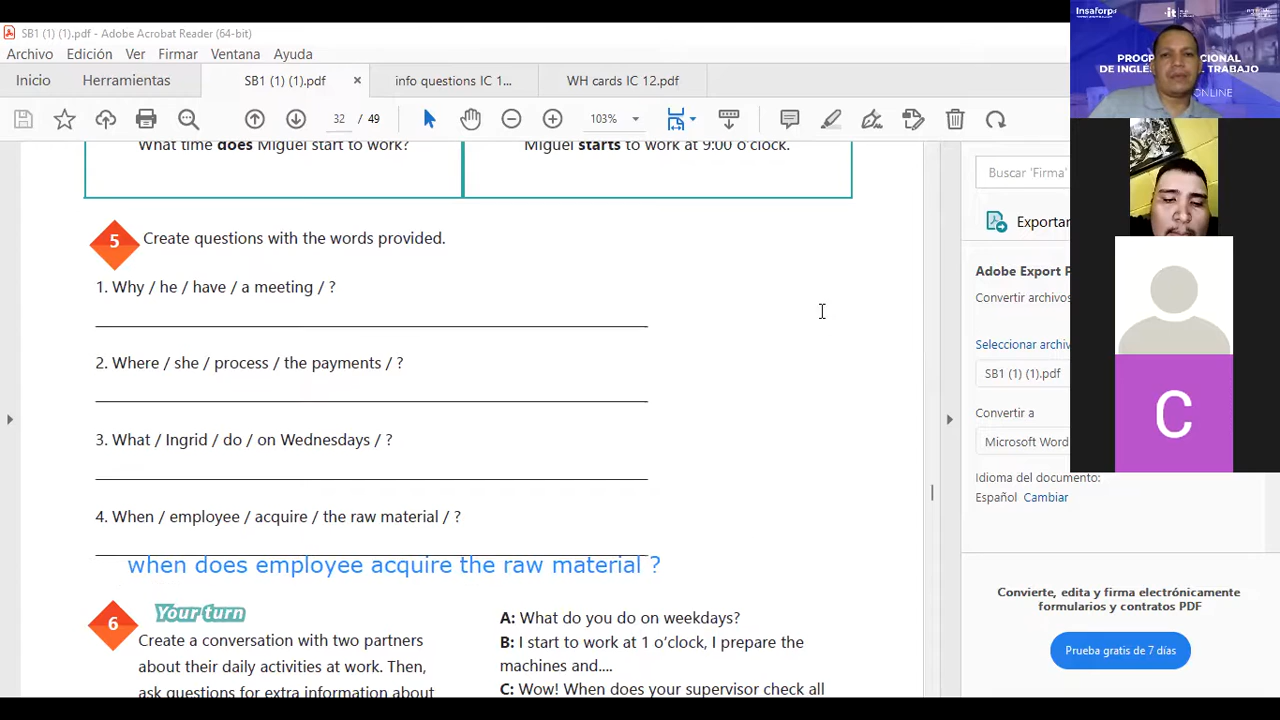 SB1 (1) (1).pdf - Adobe Acrobat Reader (64-bit)
Archivo Edición Ver Firmar Ventana Ayuda
Inicio Herramientas SB1 (1) (1).pdf × info questions IC 1... WH cards IC 12.pdf
32 / 49 103%
What time does Miguel start to work? Miguel starts to work at 9:00 o'clock.
5 Create questions with the words provided.
1. Why / he / have / a meeting / ?
2. Where / she / process / the payments / ?
3. What / Ingrid / do / on Wednesdays / ?
4. When / employee / acquire / the raw material / ?
when does employee acquire the raw material ?
6 Your turn
Create a conversation with two partners
about their daily activities at work. Then,
ask questions for extra information about
A: What do you do on weekdays?
B: I start to work at 1 o'clock, I prepare the
machines and....
C: Wow! When does your supervisor check all
Buscar 'Firma'
Exportar
Adobe Export P
Convertir archivos
Seleccionar archiv
SB1 (1) (1).pdf
Convertir a
Microsoft Word
Idioma del documento:
Español Cambiar
Convierte, edita y firma electrónicamente
formularios y contratos PDF
Prueba gratis de 7 días
Insaforp
DE INGL TRABAJO
ONLINE
C